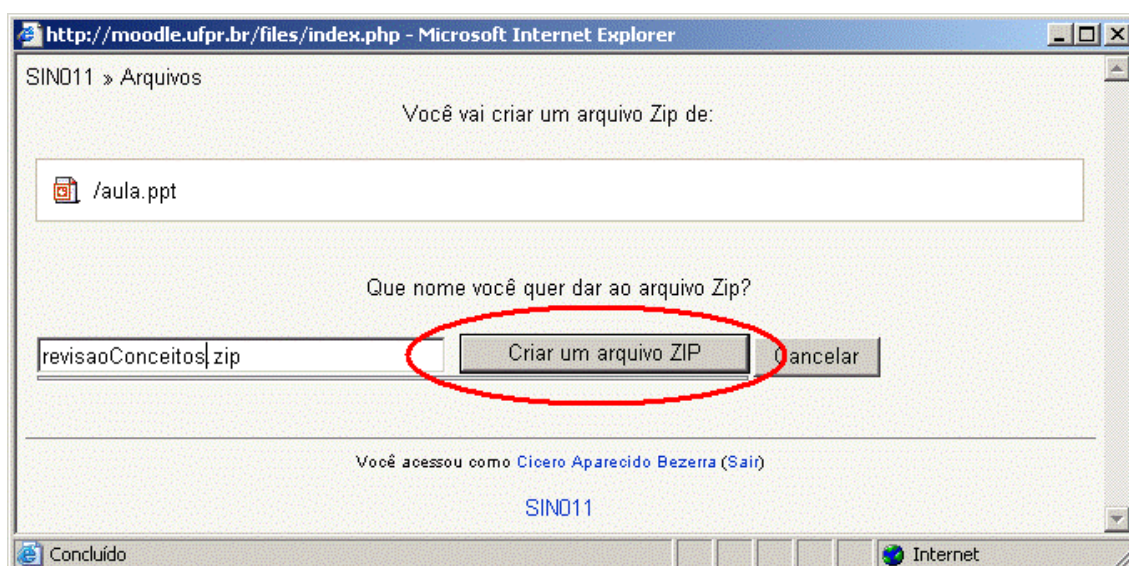 http://moodle.ufpr.br/files/index.php - Microsoft Internet Explorer
SIN011 » Arquivos
Você vai criar um arquivo Zip de:
/aula.ppt
Que nome você quer dar ao arquivo Zip?
revisaoConceitos.zip Criar um arquivo ZIP Cancelar
Você acessou como Cicero Aparecido Bezerra (Sair)
SIN011
Concluído Internet